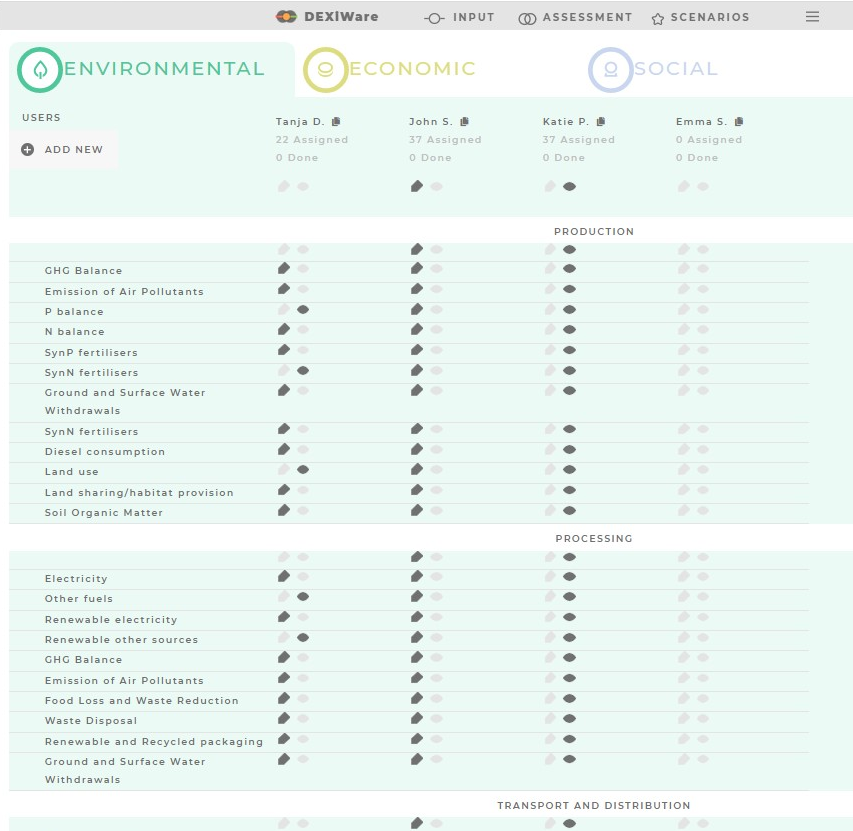 DEXiWare INPUT ASSESSMENT SCENARIOS
ENVIRONMENTAL ECONOMIC SOCIAL
USERS
ADD NEW
Tanja D. John S. Katie P. Emma S.
22 Assigned 37 Assigned 37 Assigned 0 Assigned
0 Done 0 Done 0 Done 0 Done
PRODUCTION
GHG Balance
Emission of Air Pollutants
P balance
N balance
SynP fertilisers
SynN fertilisers
Ground and Surface Water
Withdrawals
SynN fertilisers
Diesel consumption
Land use
Land sharing/habitat provision
Soil Organic Matter
PROCESSING
Electricity
Other fuels
Renewable electricity
Renewable other sources
GHG Balance
Emission of Air Pollutants
Food Loss and Waste Reduction
Waste Disposal
Renewable and Recycled packaging
Ground and Surface Water
Withdrawals
TRANSPORT AND DISTRIBUTION